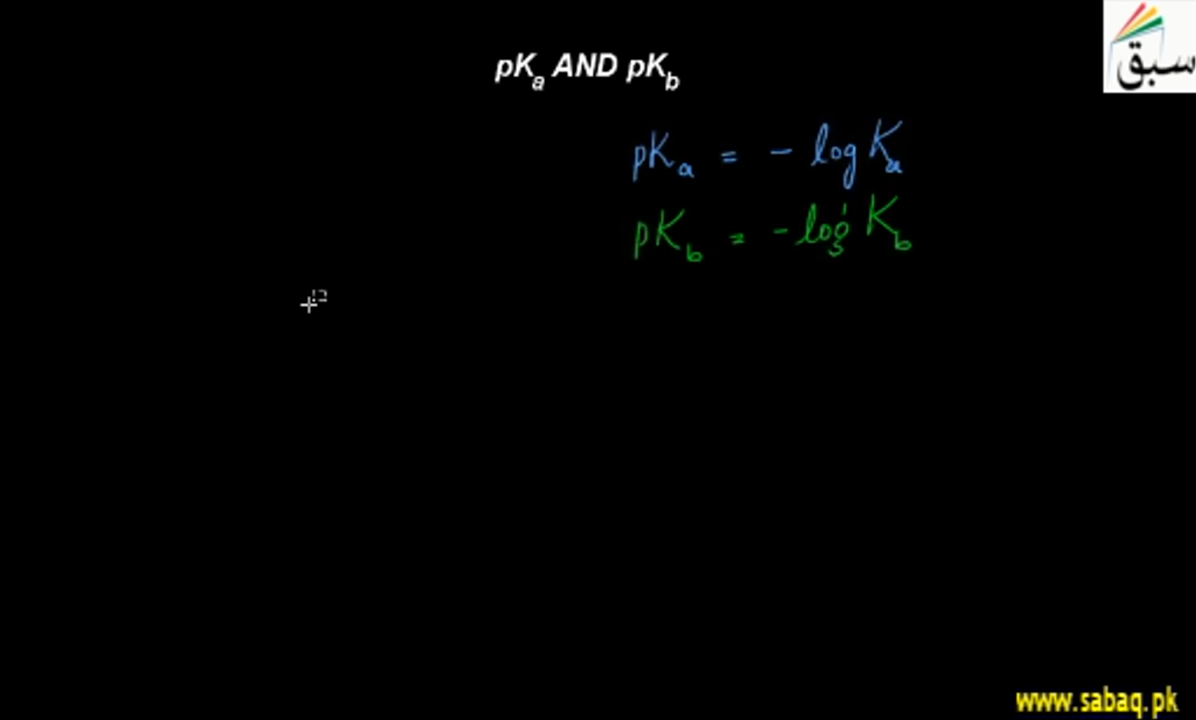 سبق
pKa AND pKb
pKa = - log Ka
pKb = - log Kb
www.sabaq.pk